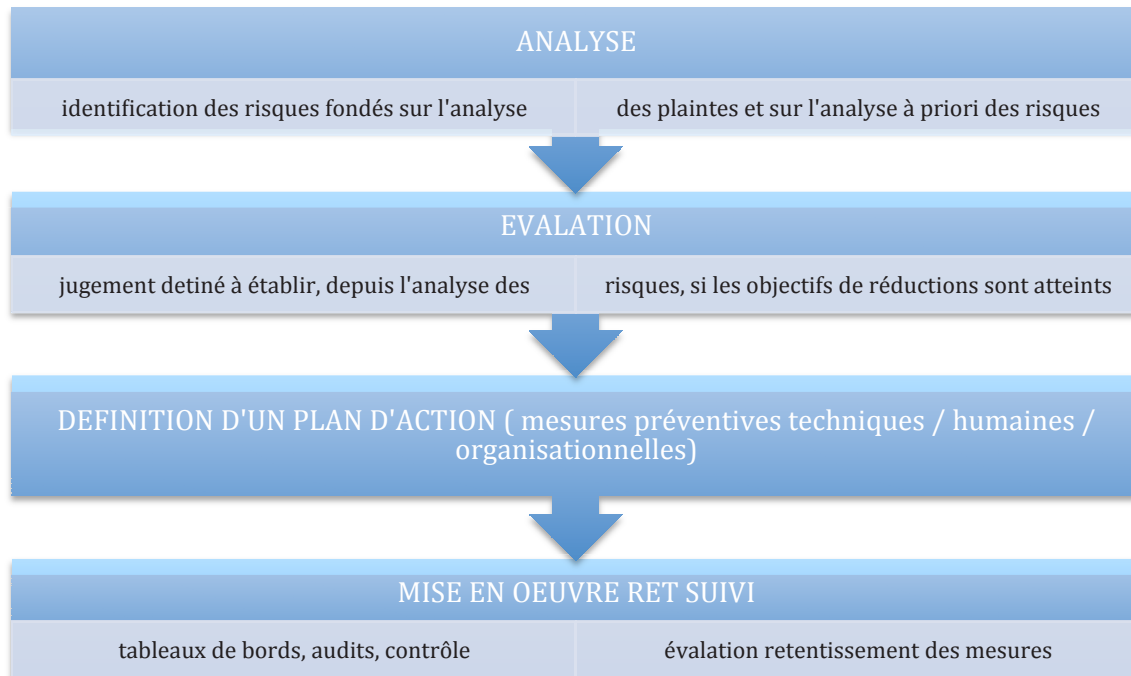 ANALYSE
identification des risques fondés sur l'analyse
des plaintes et sur l'analyse à priori des risques
EVALATION
jugement detiné à établir, depuis l'analyse des
risques, si les objectifs de réductions sont atteints
DEFINITION D'UN PLAN D'ACTION ( mesures préventives techniques / humaines /
organisationnelles)
MISE EN OEUVRE RET SUIVI
tableaux de bords, audits, contrôle
évalation retentissement des mesures